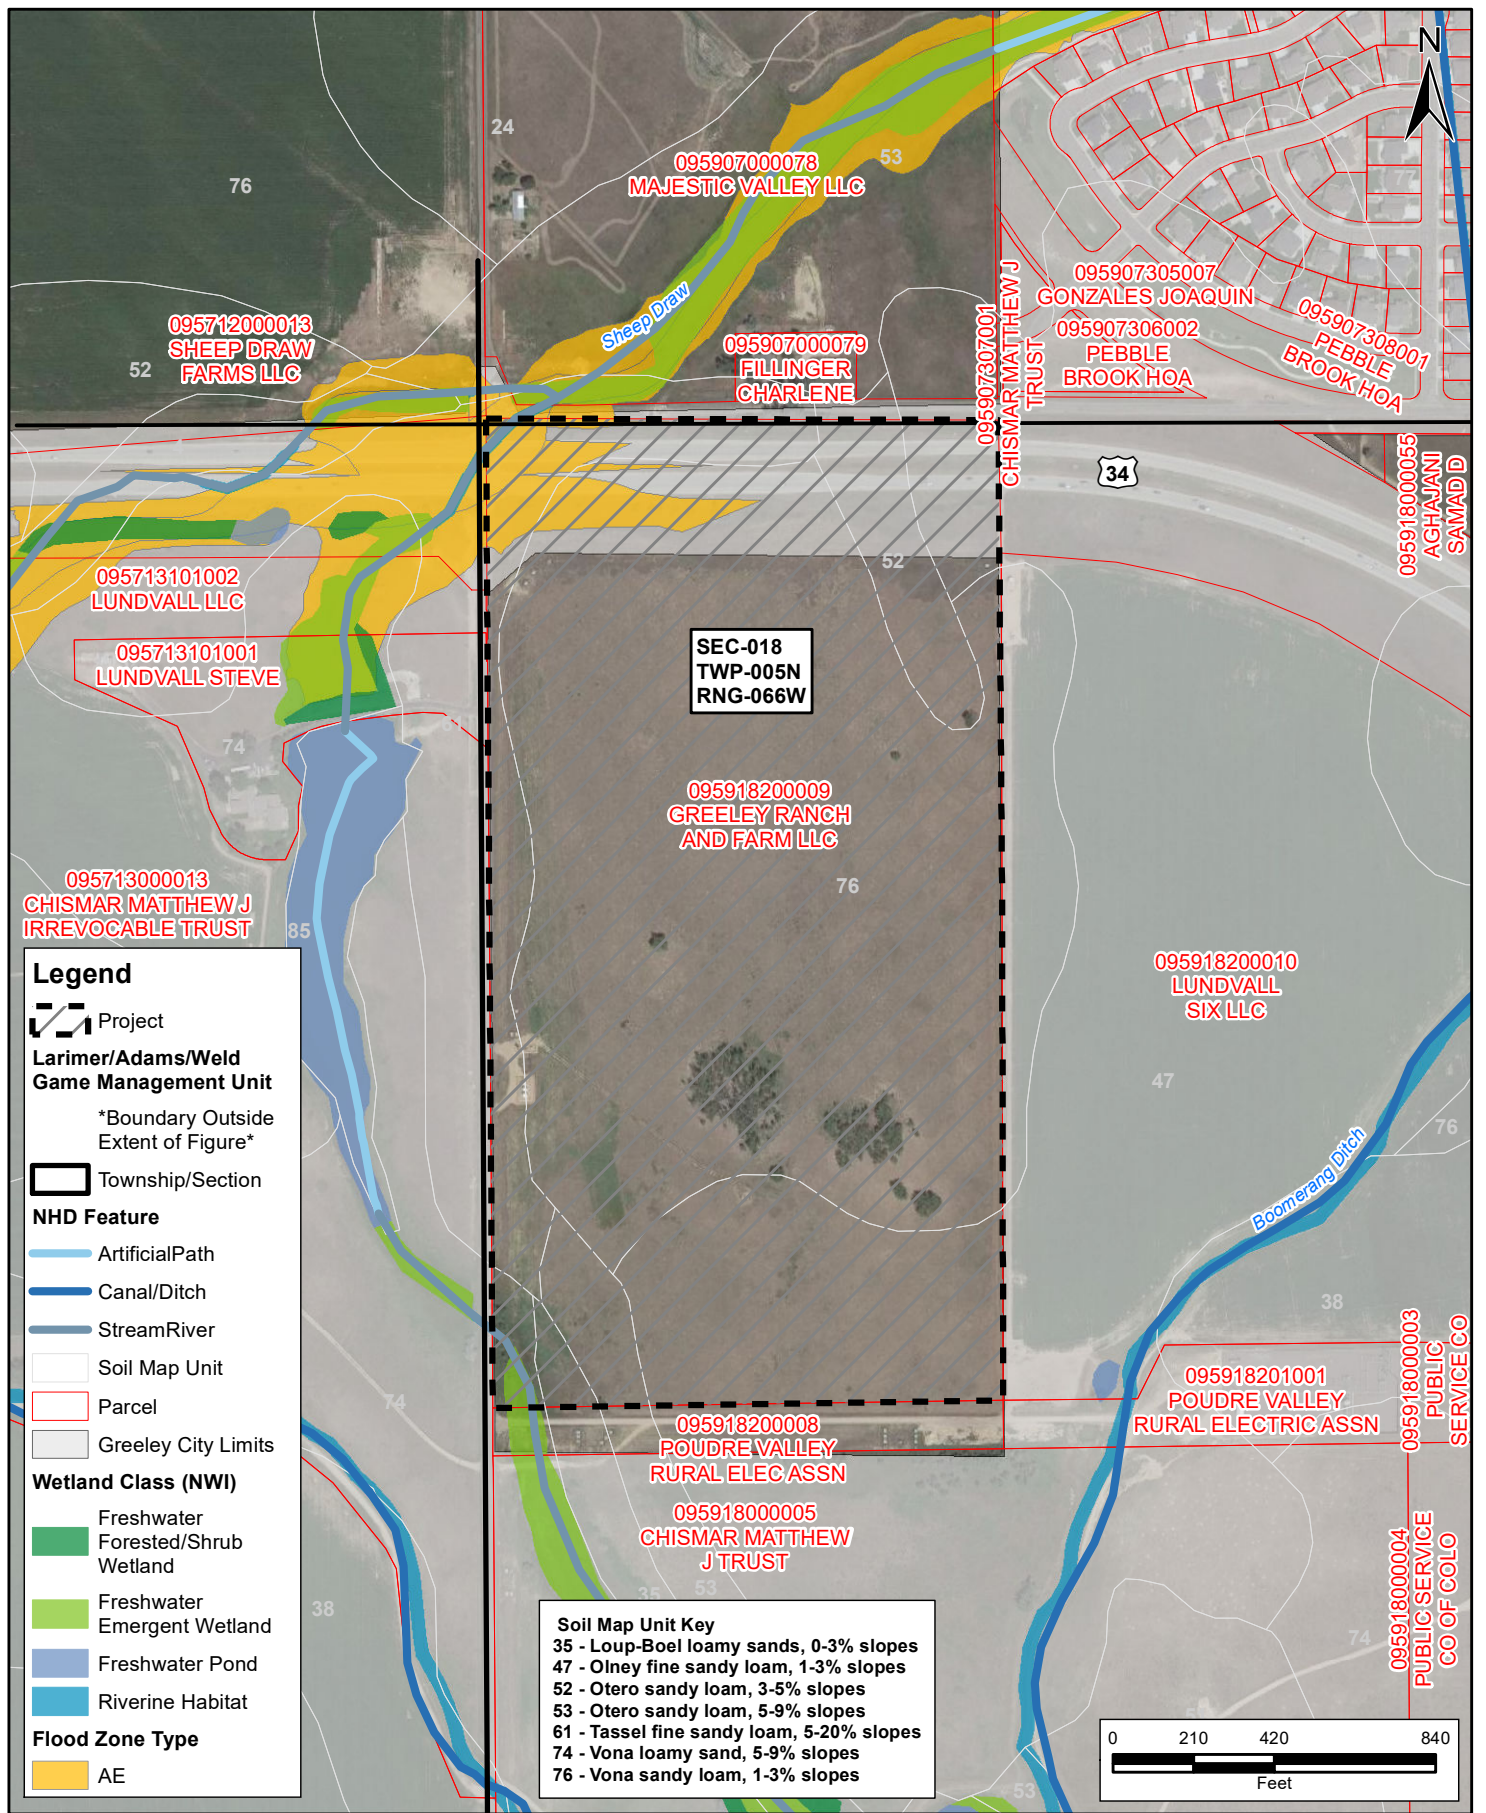 N
24
76
095907000078
MAJESTIC VALLEY LLC
53
77
Sheep Draw
095712000013
SHEEP DRAW
FARMS LLC
52
095907000079
FILLINGER
CHARLENE
095907307001
CHISMAR MATTHEW J
TRUST
095907305007
GONZALES JOAQUIN
095907306002
PEBBLE
BROOK HOA
095907308001
PEBBLE
BROOK HOA
34
095918000055
AGHAJANI
SAMAD D
52
095713101002
LUNDVALL LLC
095713101001
LUNDVALL STEVE
SEC-018
TWP-005N
RNG-066W
61
74
095918200009
GREELEY RANCH
AND FARM LLC
76
095713000013
CHISMAR MATTHEW J
IRREVOCABLE TRUST
85
095918200010
LUNDVALL
SIX LLC
47
76
Boomerang Ditch
38
Legend
Project
Larimer/Adams/Weld
Game Management Unit
*Boundary Outside
Extent of Figure*
Township/Section
NHD Feature
ArtificialPath
Canal/Ditch
StreamRiver
Soil Map Unit
Parcel
Greeley City Limits
Wetland Class (NWI)
Freshwater
Forested/Shrub
Wetland
Freshwater
Emergent Wetland
Freshwater Pond
Riverine Habitat
Flood Zone Type
AE
74
095918200008
POUDRE VALLEY
RURAL ELEC ASSN
095918201001
POUDRE VALLEY
RURAL ELECTRIC ASSN
095918000003
PUBLIC
SERVICE CO
095918000005
CHISMAR MATTHEW
J TRUST
095918000004
PUBLIC SERVICE
CO OF COLO
35
53
38
74
53
Soil Map Unit Key
35 - Loup-Boel loamy sands, 0-3% slopes
47 - Olney fine sandy loam, 1-3% slopes
52 - Otero sandy loam, 3-5% slopes
53 - Otero sandy loam, 5-9% slopes
61 - Tassel fine sandy loam, 5-20% slopes
74 - Vona loamy sand, 5-9% slopes
76 - Vona sandy loam, 1-3% slopes
0 210 420 840
Feet